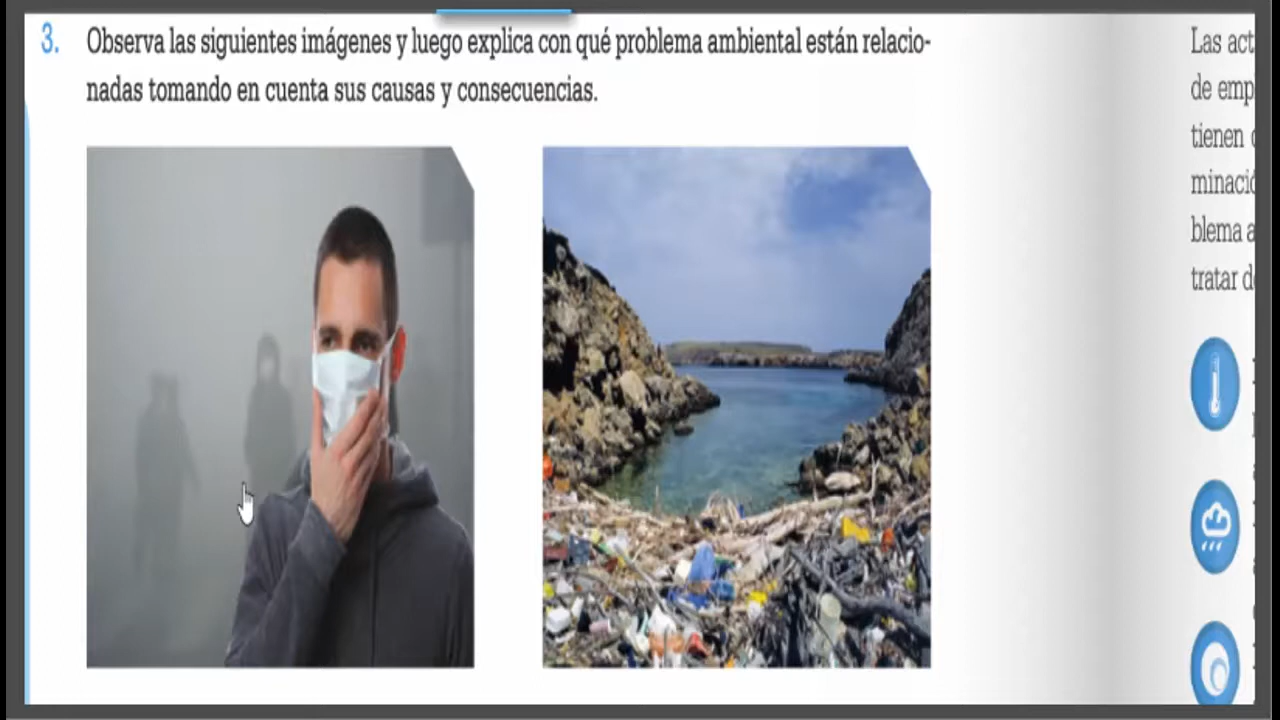 3. Observa las siguientes imágenes y luego explica con qué problema ambiental están relacio-
nadas tomando en cuenta sus causas y consecuencias.
Las act
de emp
tienen
minació
blema a
tratar d